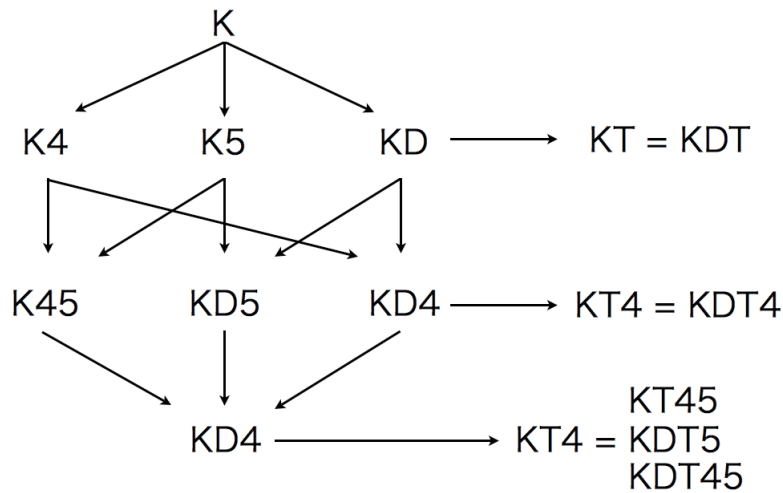 K
K4 K5 KD KT = KDT
K45 KD5 KD4 KT4 = KDT4
KT45
KD4 KT4 = KDT5
KDT45